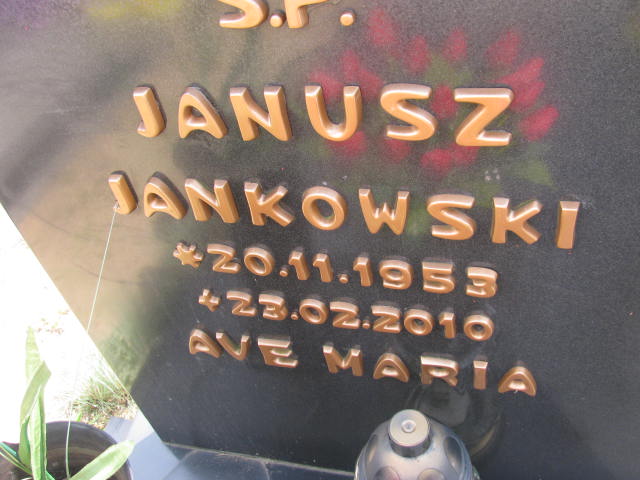 Ś.P.
JANUSZ
JANKOWSKI
*20.11.1953
+23.02.2010
AVE MARIA